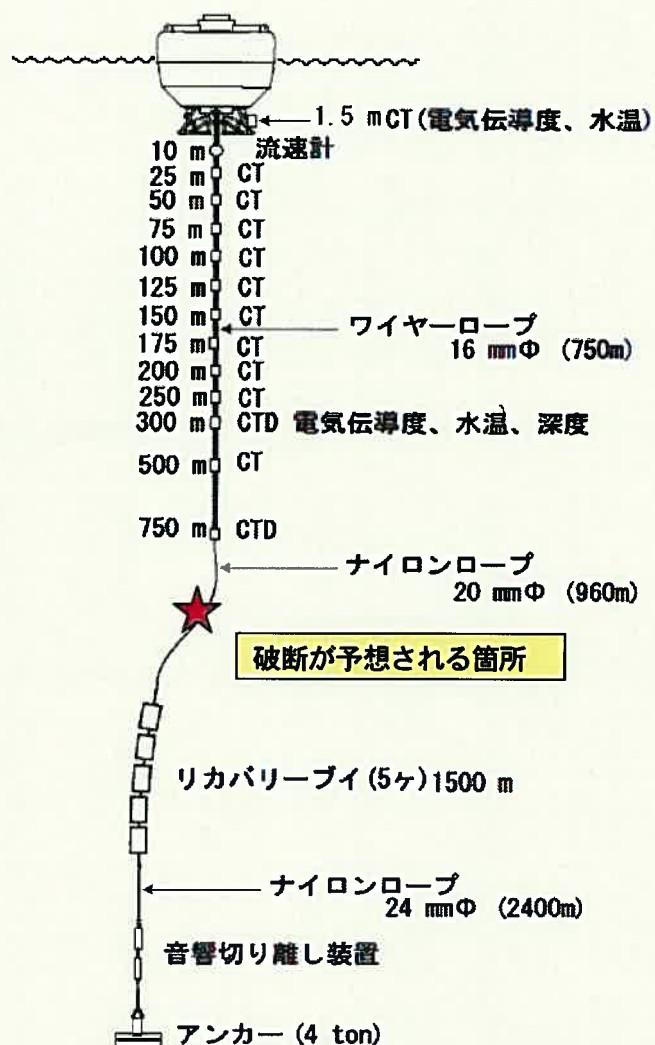 1.5 mCT(電気伝導度、水温)
10 m 流速計
25 m CT
50 m CT
75 m CT
100 m CT
125 m CT
150 m CT
ワイヤーロープ
175 m CT
16 mmΦ (750m)
200 m CT
250 m CT
300 m CTD 電気伝導度、水温、深度
500 m CT
750 m CTD
ナイロンロープ
20 mmΦ (960m)
破断が予想される箇所
リカバリーブイ(5ヶ)1500 m
ナイロンロープ
24 mmΦ (2400m)
音響切り離し装置
アンカー(4 ton)